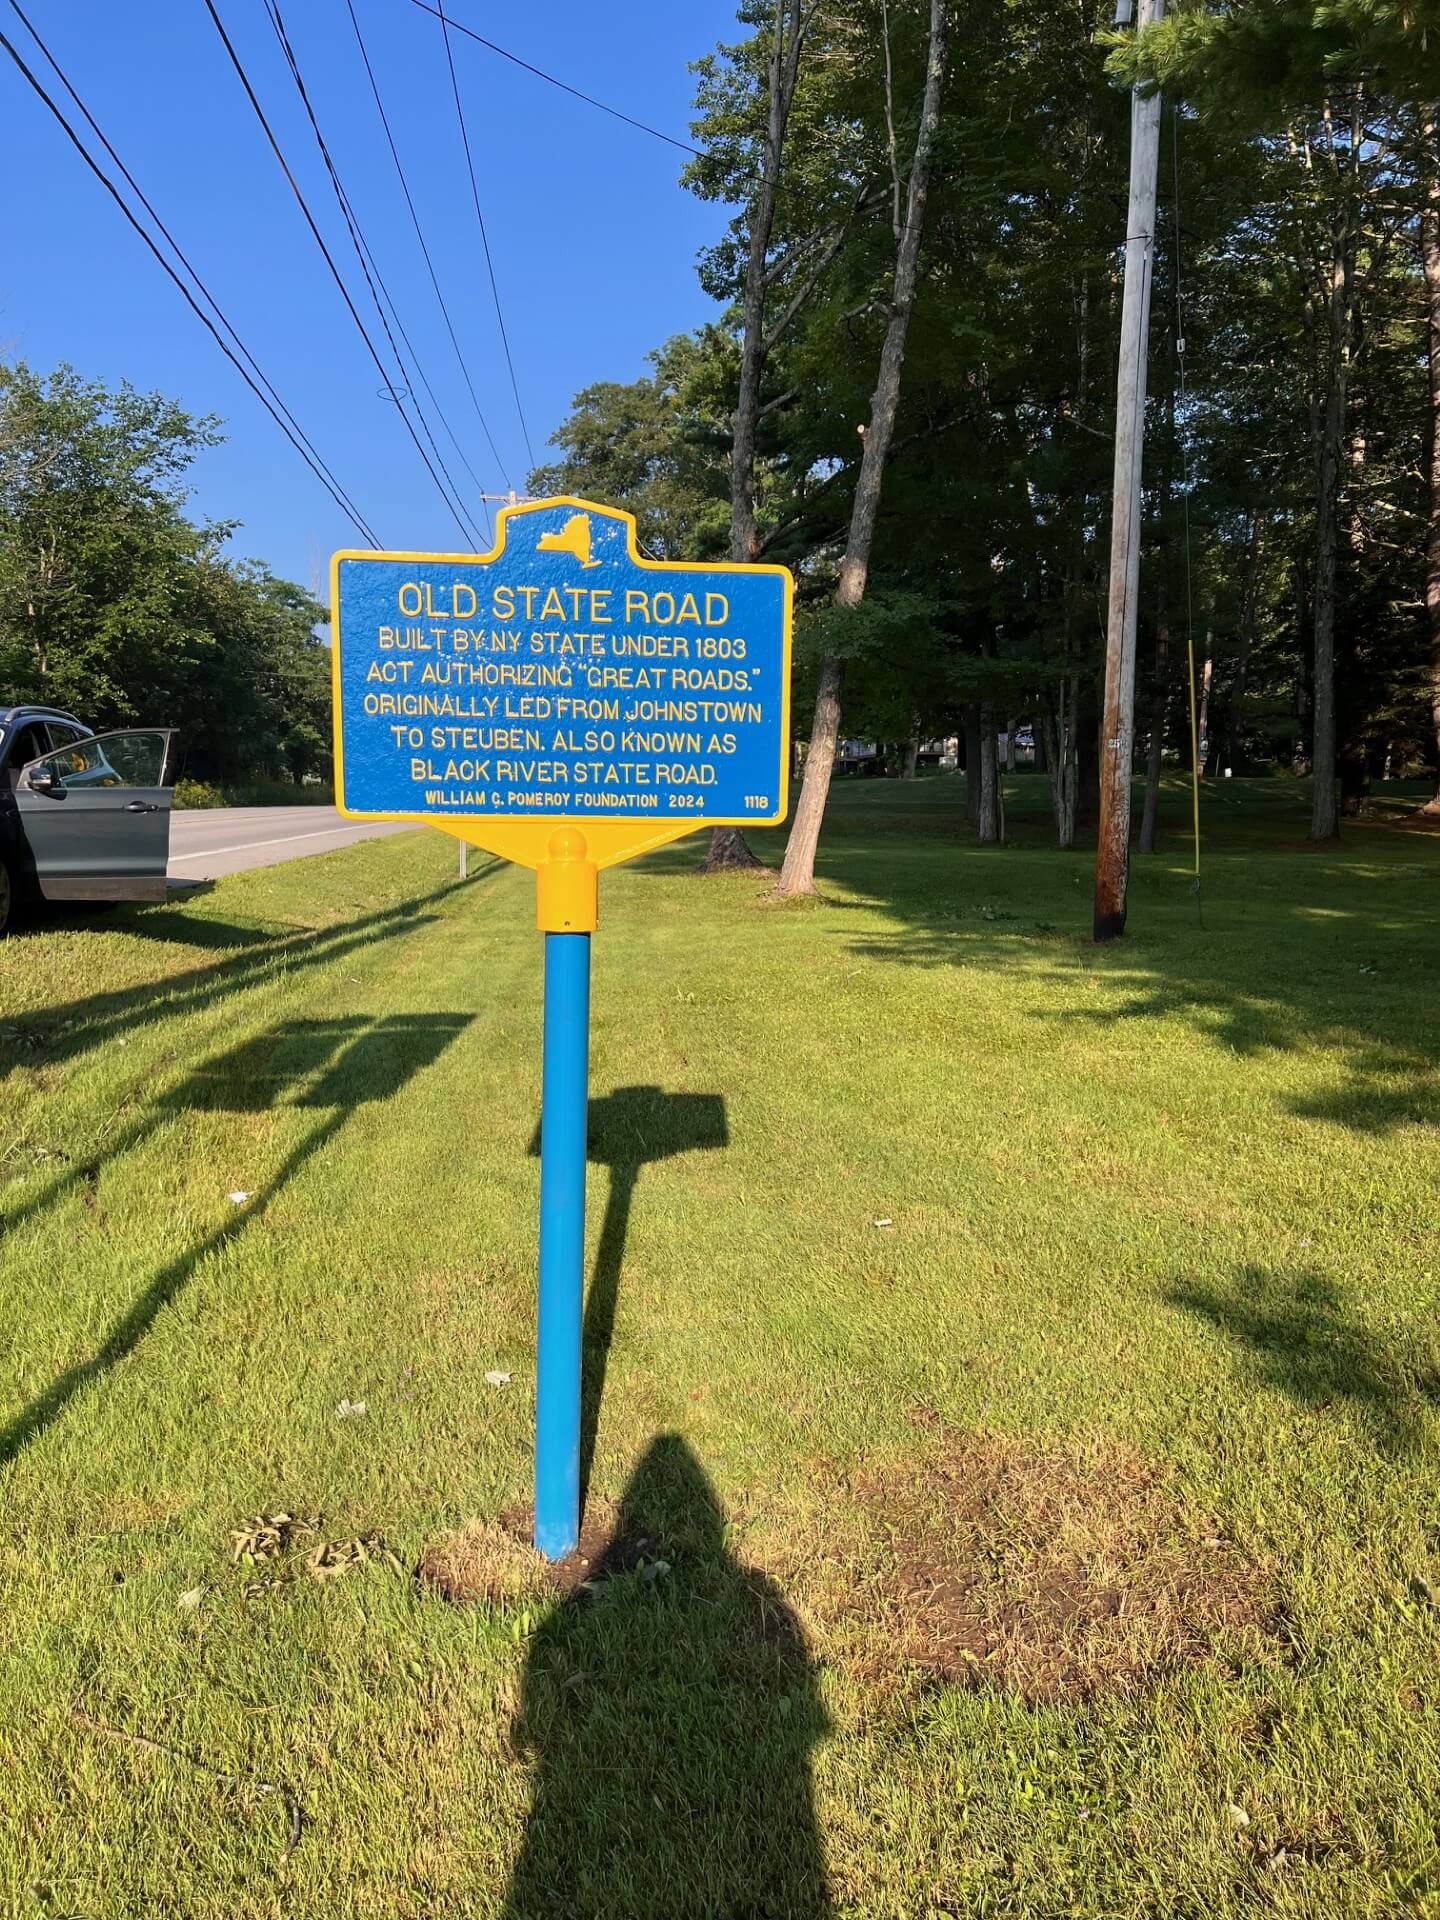 OLD STATE ROAD
BUILT BY NY STATE UNDER 1803
ACT AUTHORIZING "GREAT ROADS."
ORIGINALLY LED FROM JOHNSTOWN
TO STEUBEN. ALSO KNOWN AS
BLACK RIVER STATE ROAD.
WILLIAM G. POMEROY FOUNDATION 2024 1118